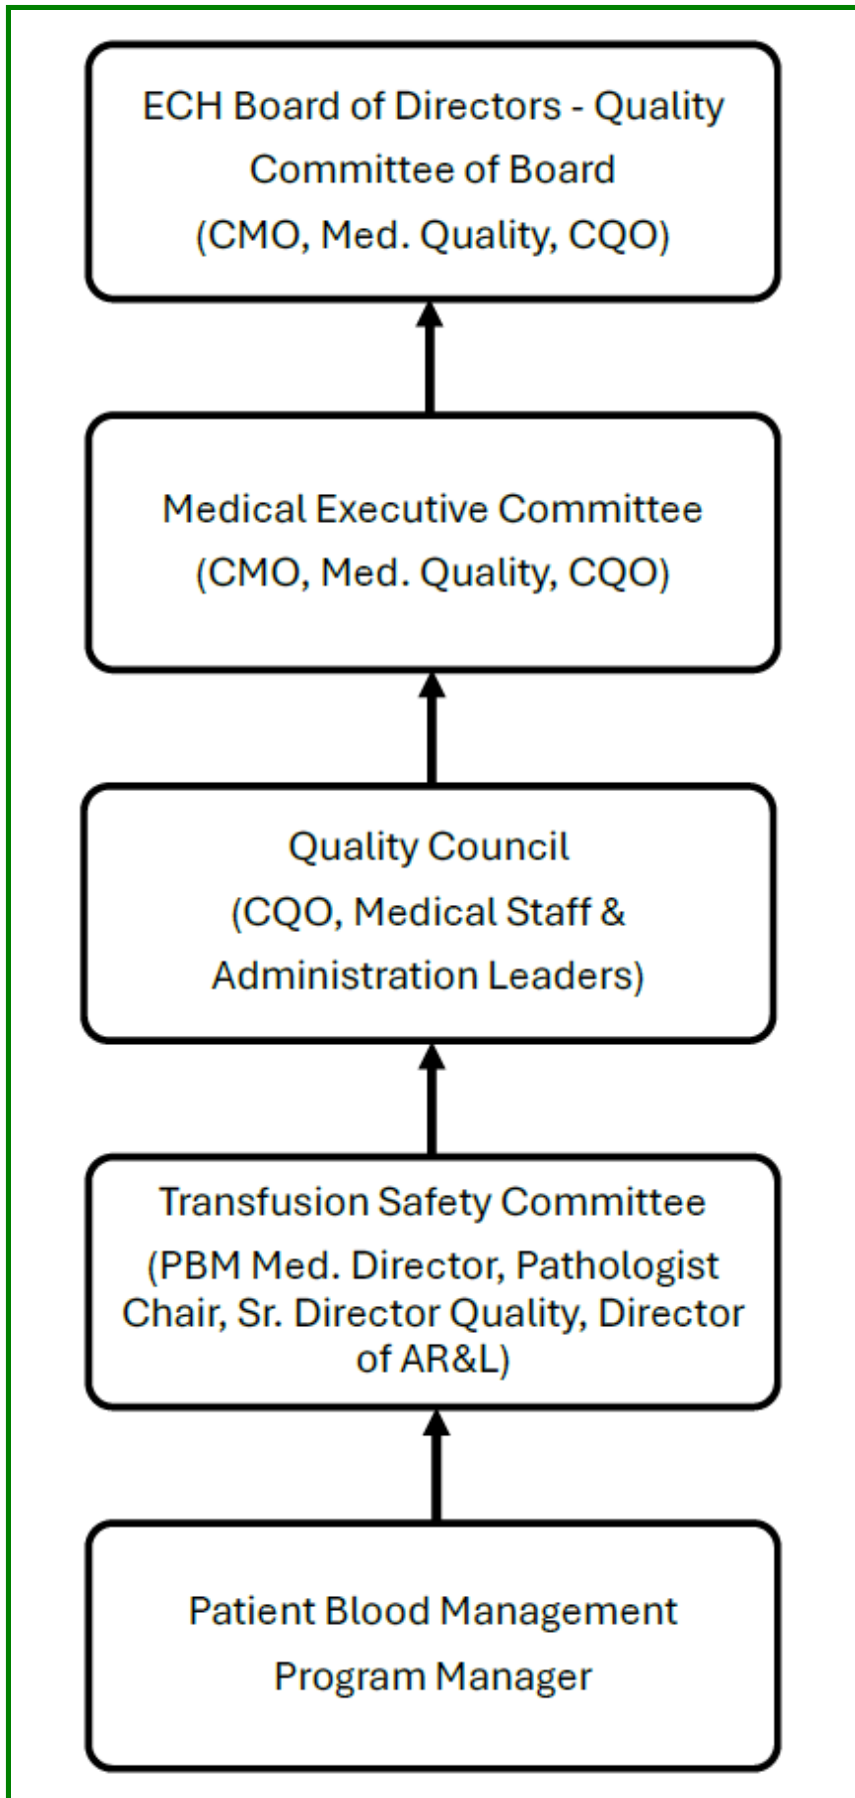 ECH Board of Directors - Quality
Committee of Board
(CMO, Med. Quality, CQO)
Medical Executive Committee
(CMO, Med. Quality, CQO)
Quality Council
(CQO, Medical Staff &
Administration Leaders)
Transfusion Safety Committee
(PBM Med. Director, Pathologist
Chair, Sr. Director Quality, Director
of AR&L)
Patient Blood Management
Program Manager